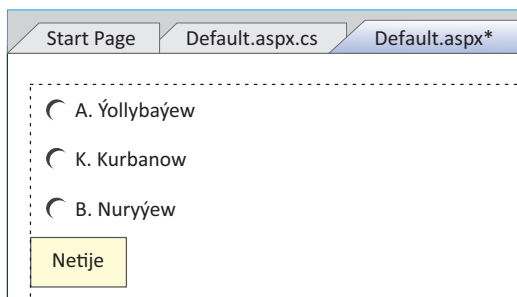 Start Page Default.aspx.cs Default.aspx*
A. Ýollybaýew
K. Kurbanow
B. Nuryýew
Netije